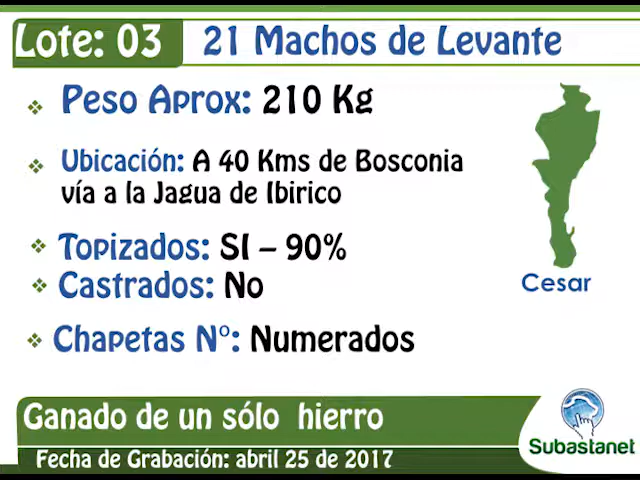 Lote: 03
21 Machos de Levante
Peso Aprox: 210 Kg
Ubicación: A 40 Kms de Bosconia
vía a la Jagua de Ibirico
Topizados: SI – 90%
Castrados: No
Cesar
Chapetas N°: Numerados
Ganado de un sólo hierro
Subastanet
Fecha de Grabación: abril 25 de 2017